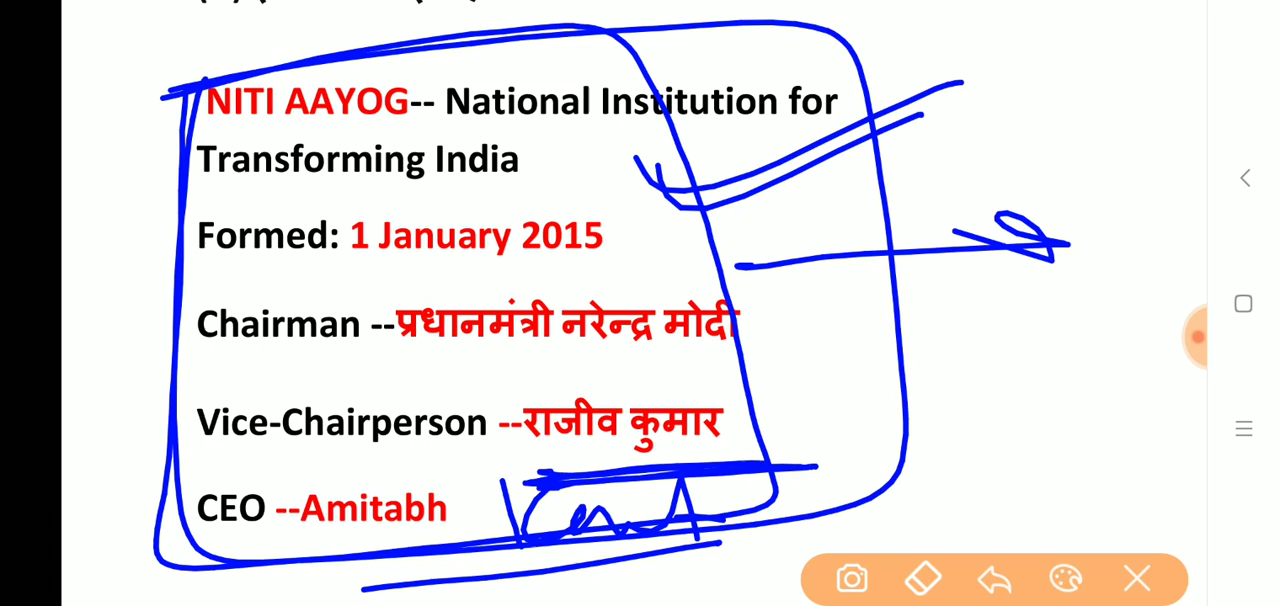 NITI AAYOG-- National Institution for
Transforming India
Formed: 1 January 2015
Chairman --प्रधानमंत्री नरेन्द्र मोदी
Vice-Chairperson --राजीव कुमार
CEO --Amitabh